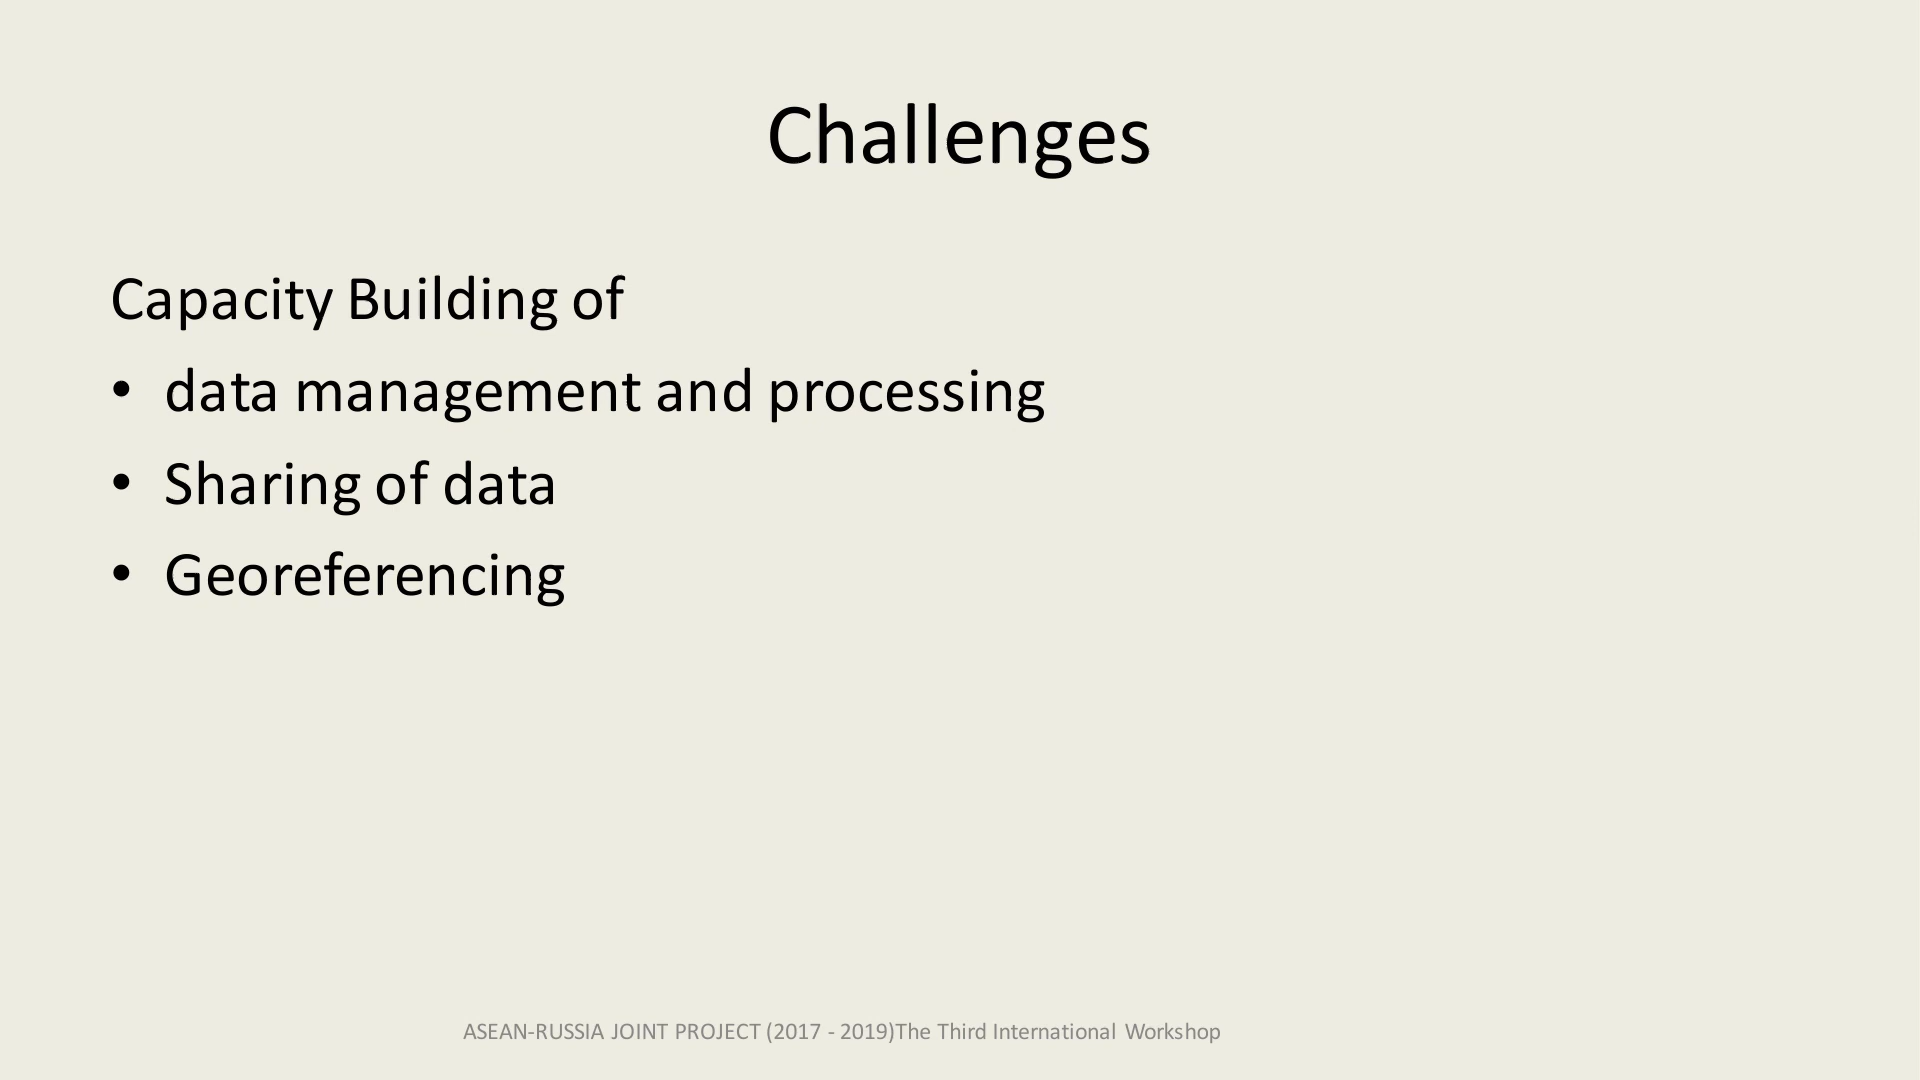 Challenges
Capacity Building of
• data management and processing
• Sharing of data
• Georeferencing
ASEAN-RUSSIA JOINT PROJECT (2017 - 2019)The Third International Workshop